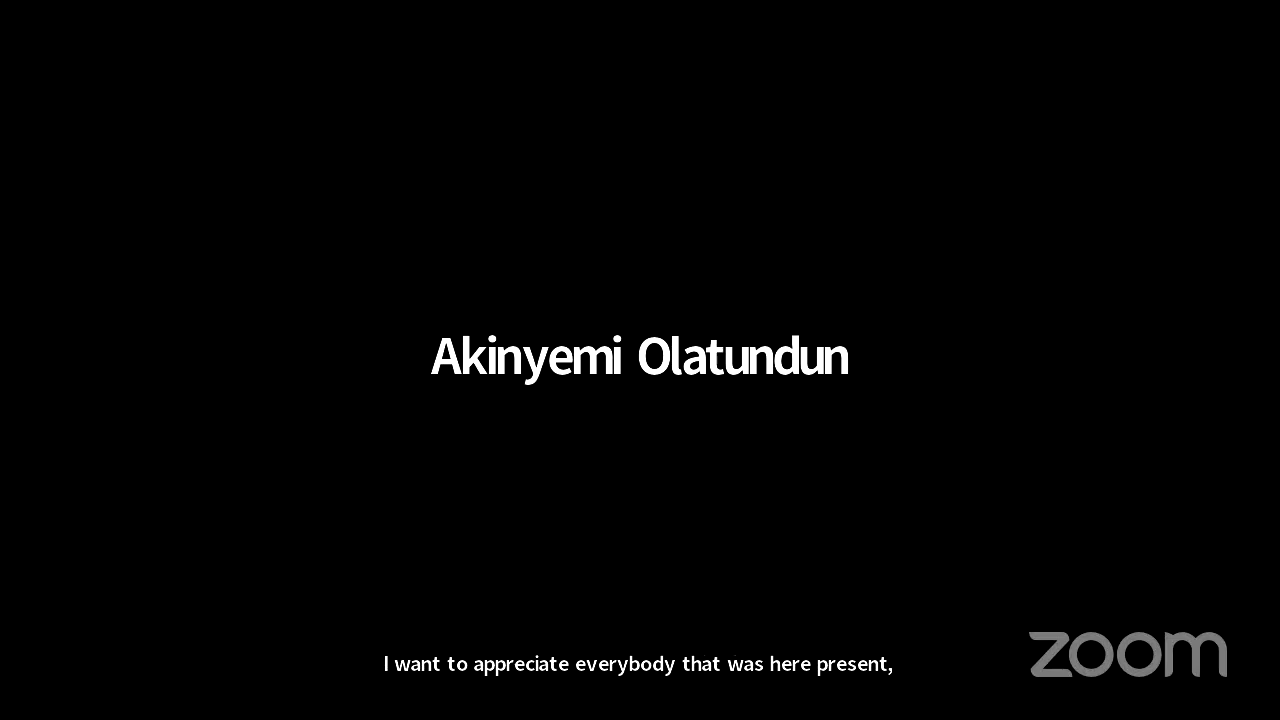 Akinyemi Olatundun
I want to appreciate everybody that was here present,
zoom